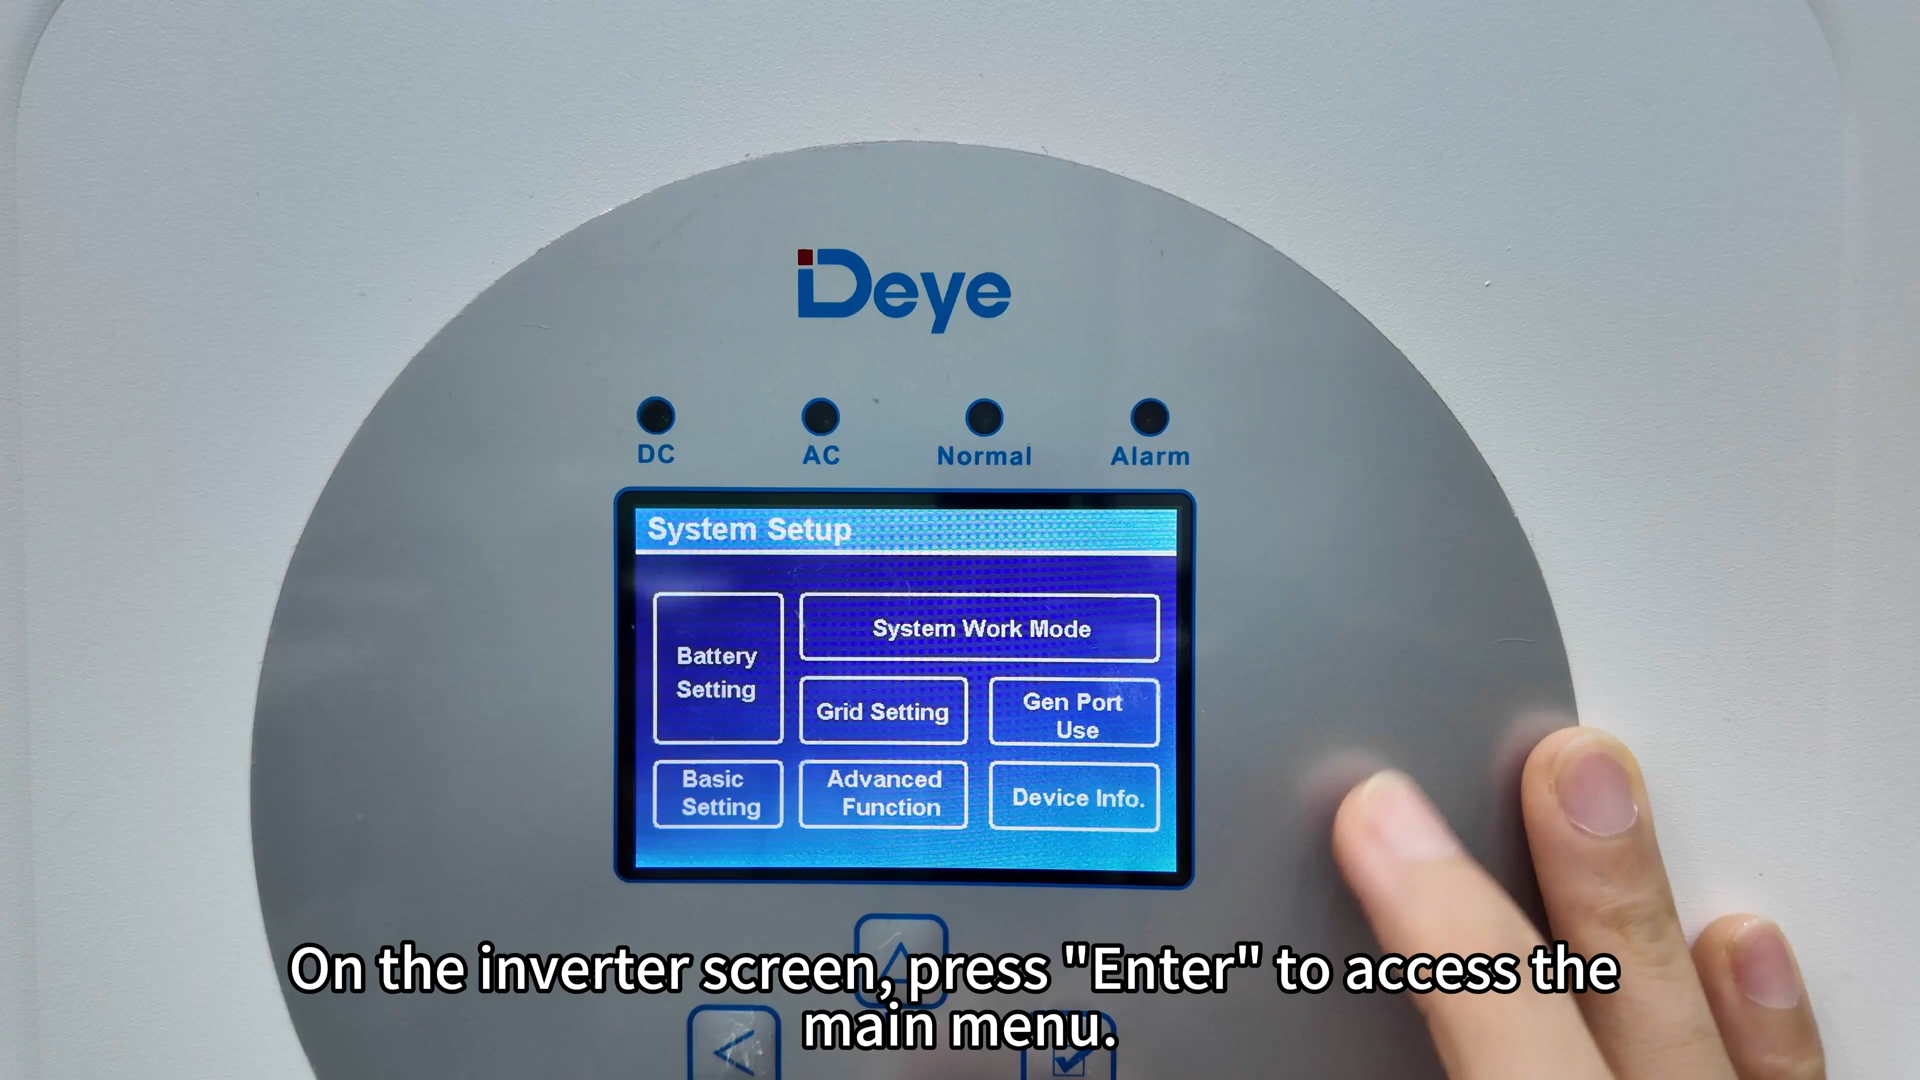 Deye
DC
AC
Normal
Alarm
System Setup
Battery
Setting
System Work Mode
Grid Setting
Gen Port
Use
Basic
Setting
Advanced
Function
Device Info.
On the inverter screen, press "Enter" to access the
main menu.